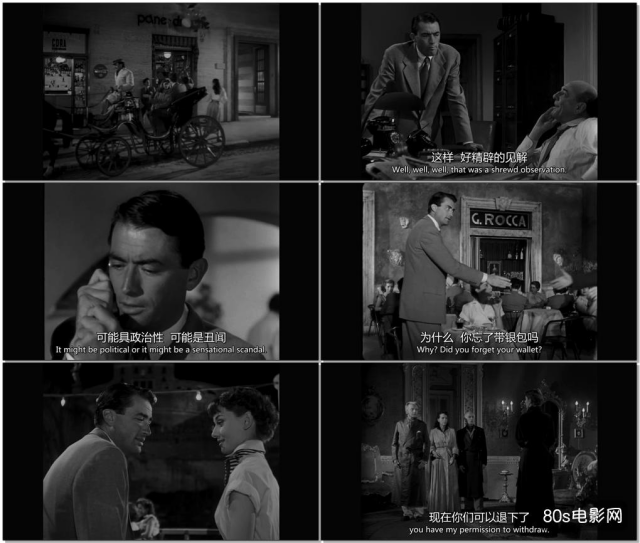 pane
这样 好精辟的见解
Well, well, well, that was a shrewd observation.
可能具政治性 可能是丑闻
It might be political or it might be a sensational scandal.
G. ROCCA
为什么 你忘了带银包吗
Why? Did you forget your wallet?
现在你们可以退下了
you have my permission to withdraw.
80s电影网